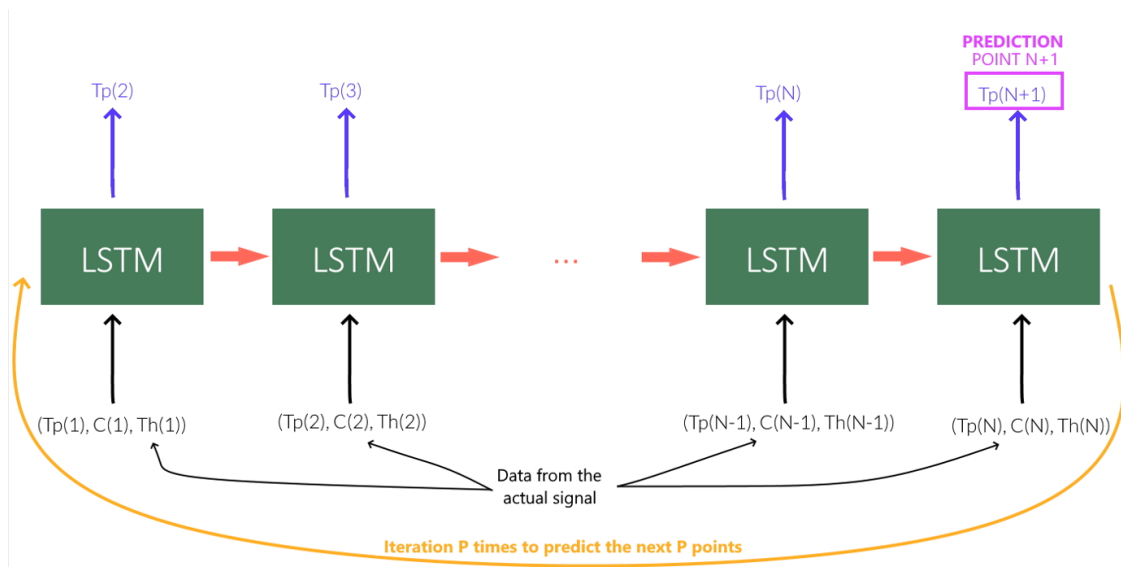 PREDICTION
POINT N+1
Tp(2)
Tp(3)
Tp(N)
Tp(N+1)
LSTM
LSTM
...
LSTM
LSTM
(Tp(1), C(1), Th(1))
(Tp(2), C(2), Th(2))
(Tp(N-1), C(N-1), Th(N-1))
(Tp(N), C(N), Th(N))
Data from the
actual signal
Iteration P times to predict the next P points